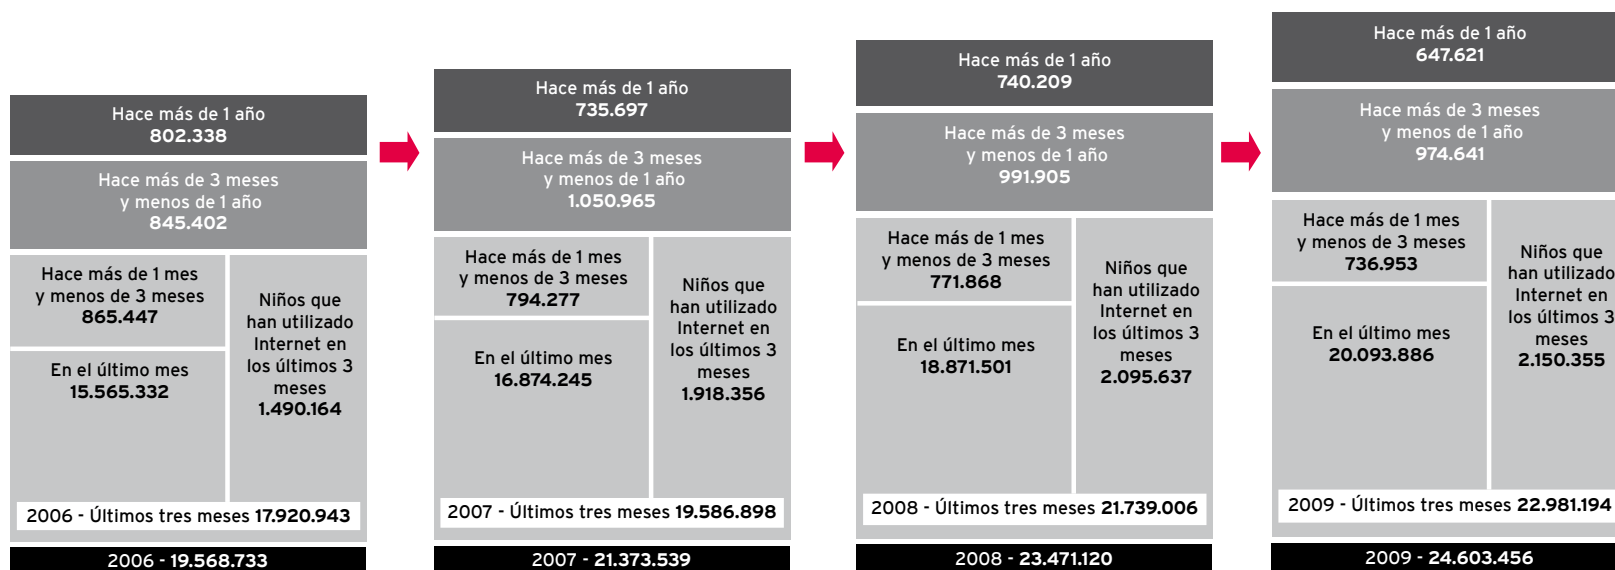 Hace más de 1 año
802.338
Hace más de 3 meses
y menos de 1 año
845.402
Hace más de 1 mes
y menos de 3 meses
865.447
En el último mes
15.565.332
Niños que
han utilizado
Internet en
los últimos 3
meses
1.490.164
2006 - Últimos tres meses 17.920.943
2006 - 19.568.733
Hace más de 1 año
735.697
Hace más de 3 meses
y menos de 1 año
1.050.965
Hace más de 1 mes
y menos de 3 meses
794.277
En el último mes
16.874.245
Niños que
han utilizado
Internet en
los últimos 3
meses
1.918.356
2007 - Últimos tres meses 19.586.898
2007 - 21.373.539
Hace más de 1 año
740.209
Hace más de 3 meses
y menos de 1 año
991.905
Hace más de 1 mes
y menos de 3 meses
771.868
En el último mes
18.871.501
Niños que
han utilizado
Internet en
los últimos 3
meses
2.095.637
2008 - Últimos tres meses 21.739.006
2008 - 23.471.120
Hace más de 1 año
647.621
Hace más de 3 meses
y menos de 1 año
974.641
Hace más de 1 mes
y menos de 3 meses
736.953
En el último mes
20.093.886
Niños que
han utilizado
Internet en
los últimos 3
meses
2.150.355
2009 - Últimos tres meses 22.981.194
2009 - 24.603.456